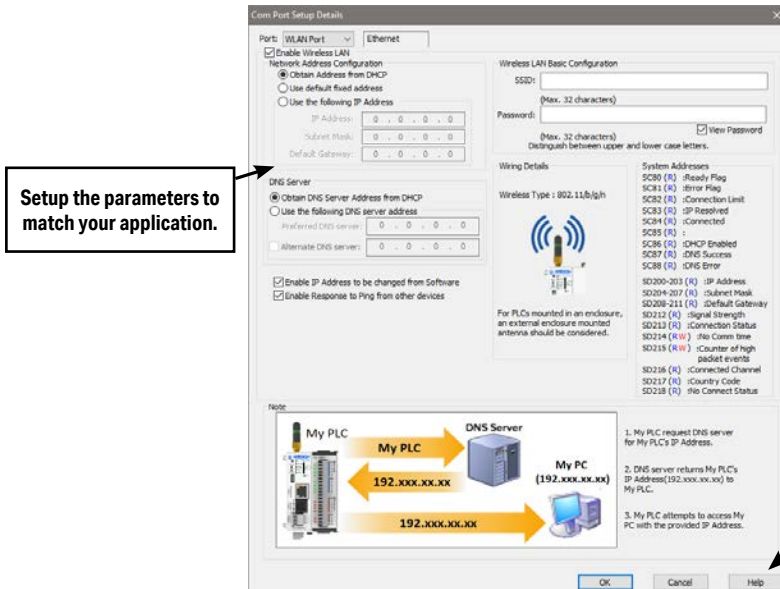 Com Port Setup Details
Port: WLAN Port Ethernet
Enable Wireless LAN
Network Address Configuration
Obtain Address from DHCP
Use default fixed address
Use the following IP Address
IP Address: 0 . 0 . 0 . 0
Subnet Mask: 0 . 0 . 0 . 0
Default Gateway: 0 . 0 . 0 . 0
DNS Server
Obtain DNS Server Address from DHCP
Use the following DNS server address
Preferred DNS server: 0 . 0 . 0 . 0
Alternate DNS server: 0 . 0 . 0 . 0
Enable IP Address to be changed from Software
Enable Response to Ping from other devices
Setup the parameters to
match your application.
Wireless LAN Basic Configuration
SSID:
(Max. 32 characters)
Password:
View Password
(Max. 32 characters)
Distinguish between upper and lower case letters.
Wiring Details
Wireless Type : 802.11/b/g/n
For PLCs mounted in an enclosure,
an external enclosure mounted
antenna should be considered.
System Addresses
SC80 (R) :Ready Flag
SC81 (R) :Error Flag
SC82 (R) :Connection Limit
SC83 (R) :IP Resolved
SC84 (R) :Connected
SC85 (R) :
SC86 (R) :DHCP Enabled
SC87 (R) :DNS Success
SC88 (R) :DNS Error
SD200-203 (R) :IP Address
SD204-207 (R) :Subnet Mask
SD208-211 (R) :Default Gateway
SD212 (R) :Signal Strength
SD213 (R) :Connection Status
SD214 (RW) :No Comm time
SD215 (RW) :Counter of high
packet events
SD216 (R) :Connected Channel
SD217 (R) :Country Code
SD218 (R) :No Connect Status
Note
My PLC
My PLC
DNS Server
192.xxx.xx.xx
My PC
(192.xxx.xx.xx)
192.xxx.xx.xx
1. My PLC request DNS server
for My PLC's IP Address.
2. DNS server returns My PLC's
IP Address(192.xxx.xx.xx) to
My PLC.
3. My PLC attempts to access My
PC with the provided IP Address.
OK Cancel Help